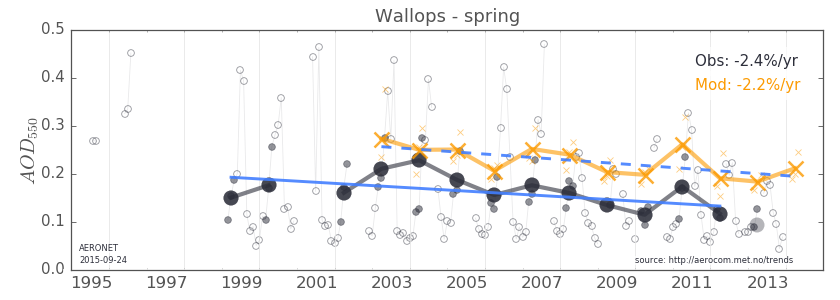 Wallops - spring
0.5
0.4
0.3
0.2
0.1
0.0
AOD550
Obs: -2.4%/yr
Mod: -2.2%/yr
AERONET
2015-09-24
source: http://aerocom.met.no/trends
1995 1997 1999 2001 2003 2005 2007 2009 2011 2013